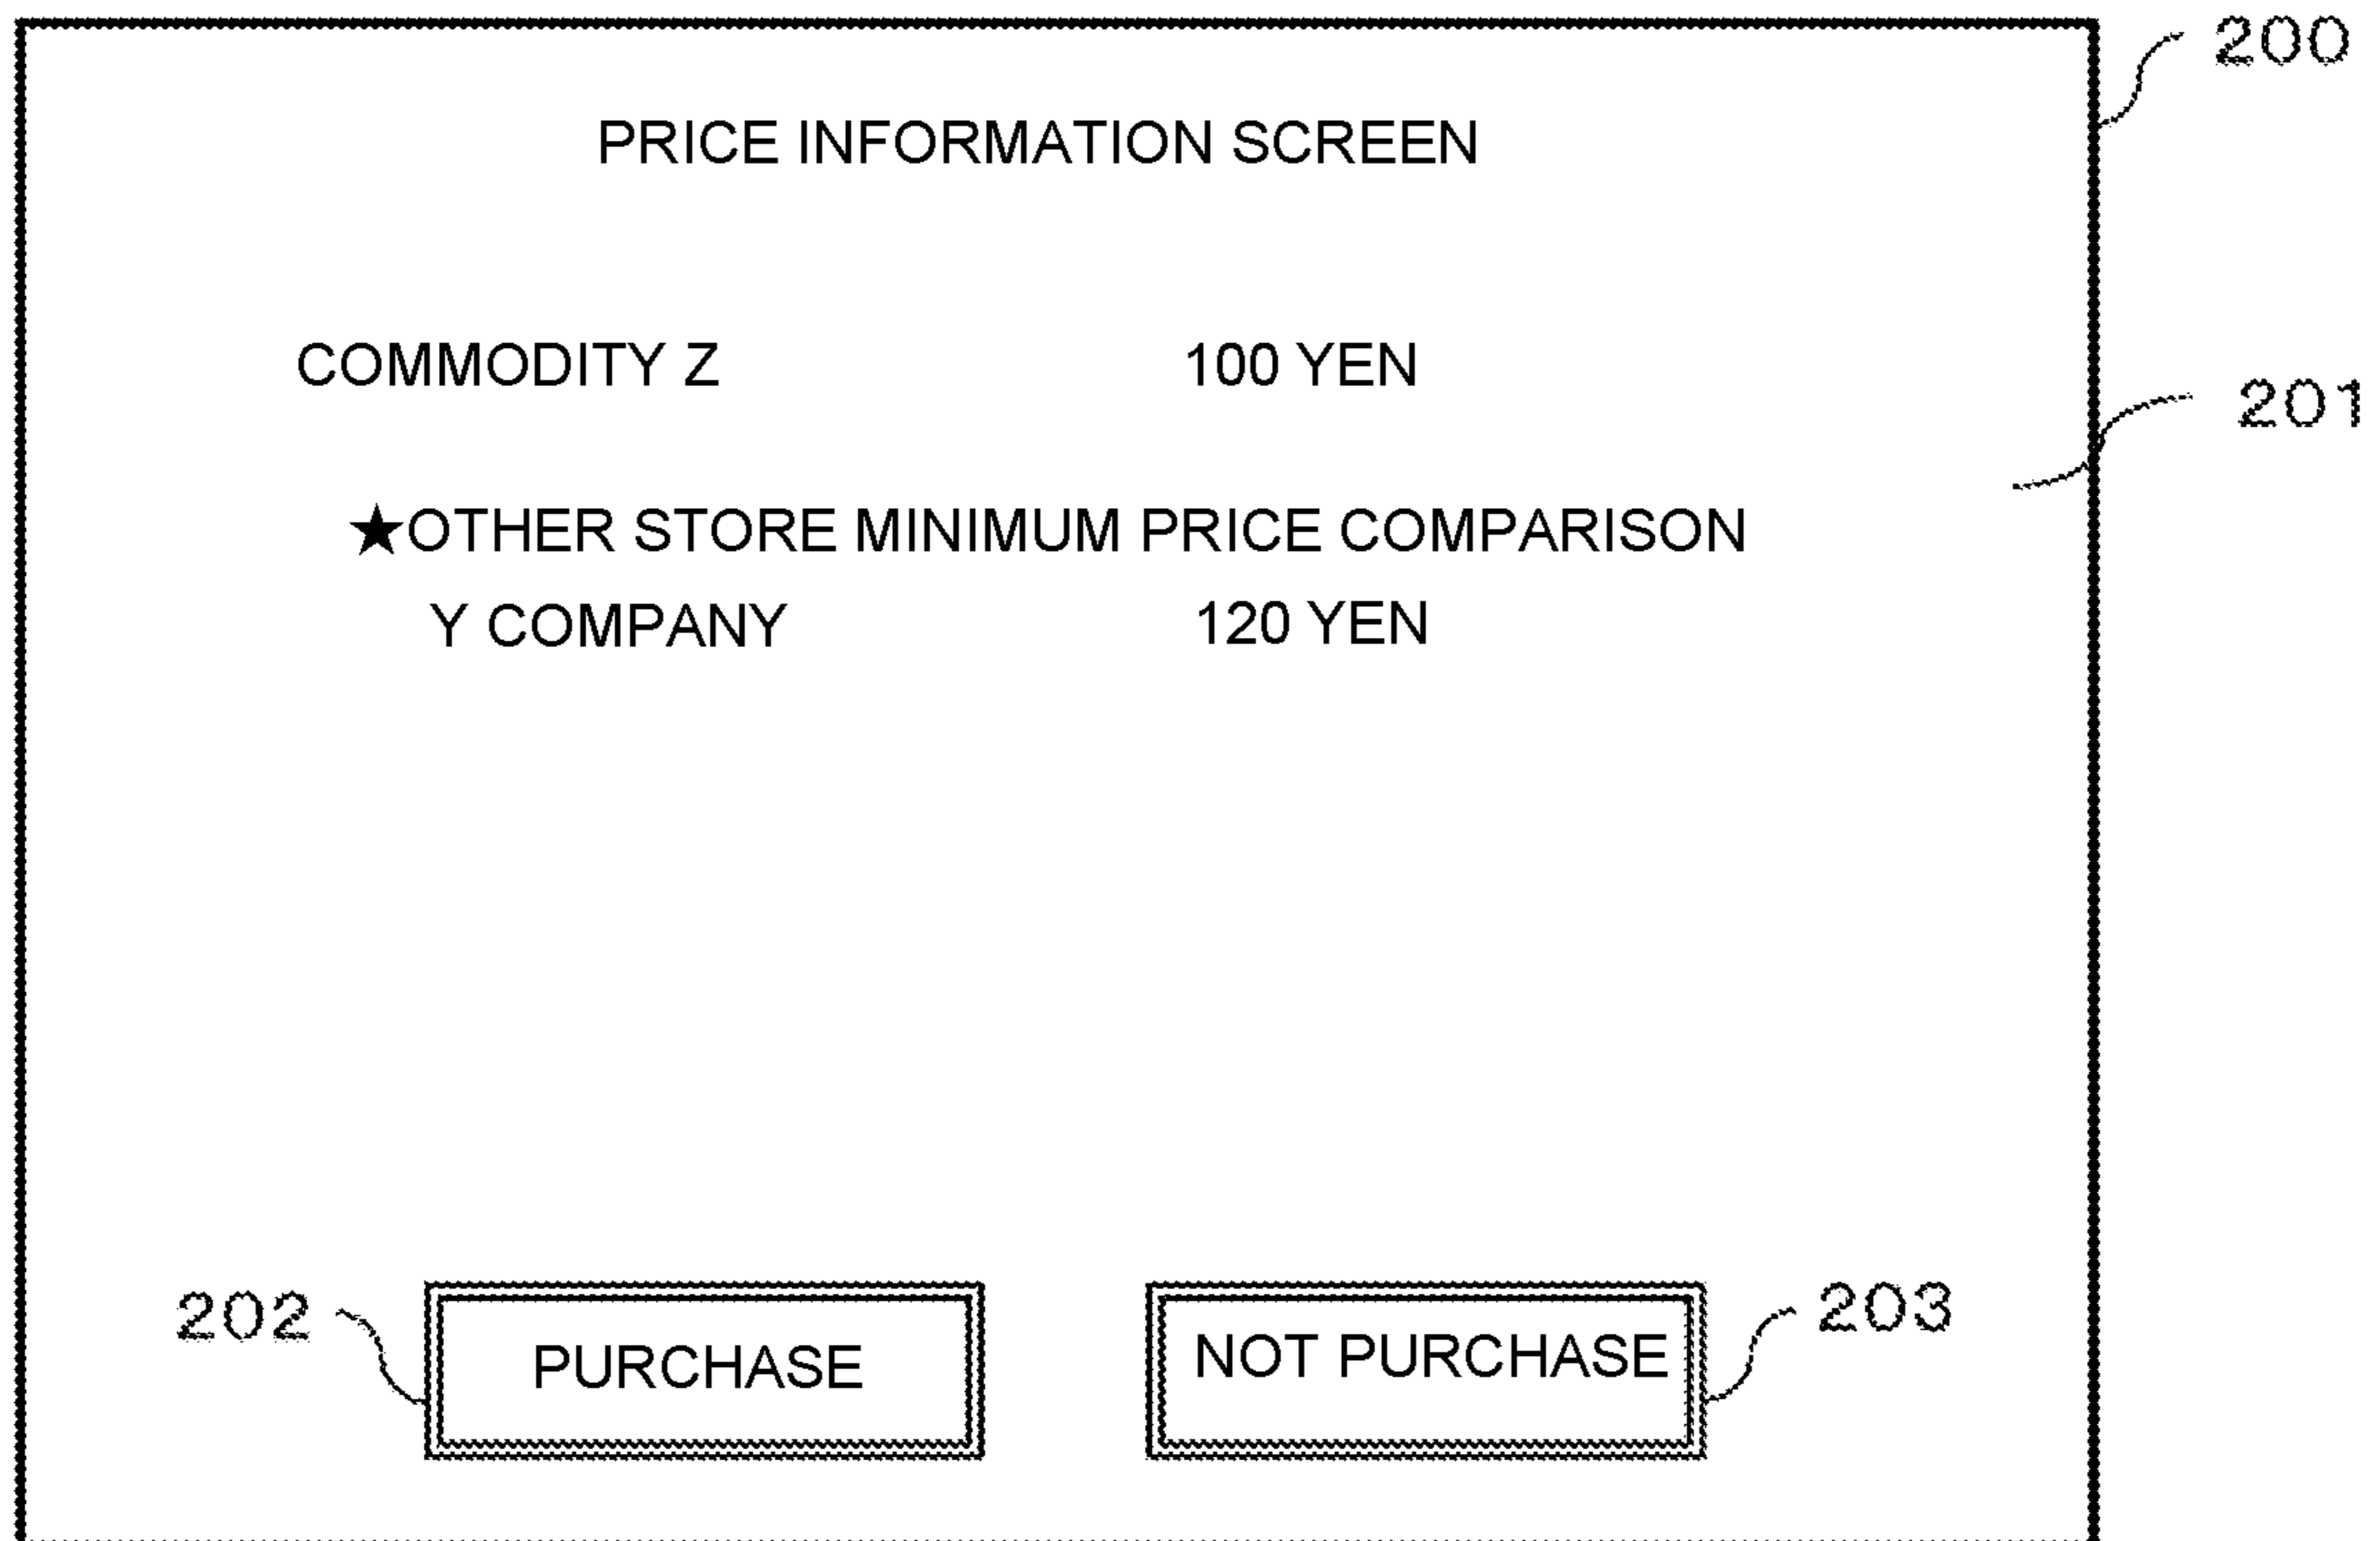 200
PRICE INFORMATION SCREEN
COMMODITY Z 100 YEN
201
★OTHER STORE MINIMUM PRICE COMPARISON
Y COMPANY 120 YEN
202 PURCHASE NOT PURCHASE 203